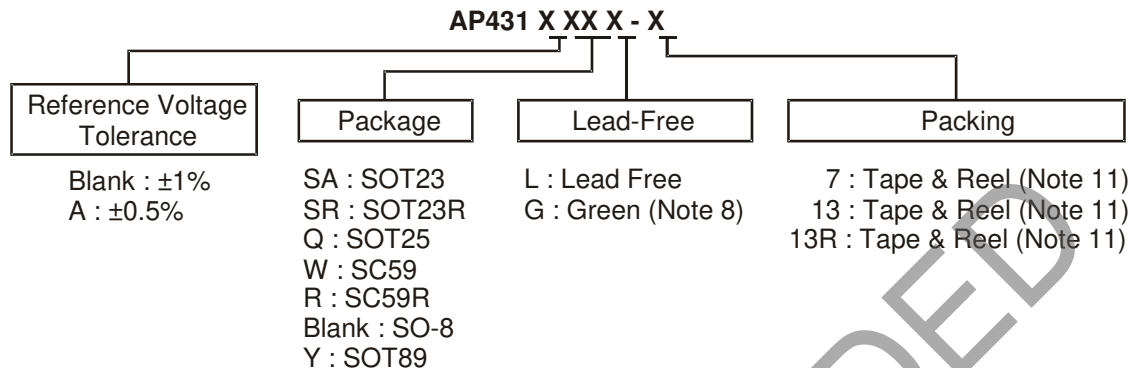 AP431 X XX X - X
Reference Voltage
Tolerance
Blank : ±1%
A : ±0.5%
Package
SA : SOT23
SR : SOT23R
Q : SOT25
W : SC59
R : SC59R
Blank : SO-8
Y : SOT89
Lead-Free
L : Lead Free
G : Green (Note 8)
Packing
7 : Tape & Reel (Note 11)
13 : Tape & Reel (Note 11)
13R : Tape & Reel (Note 11)
DED